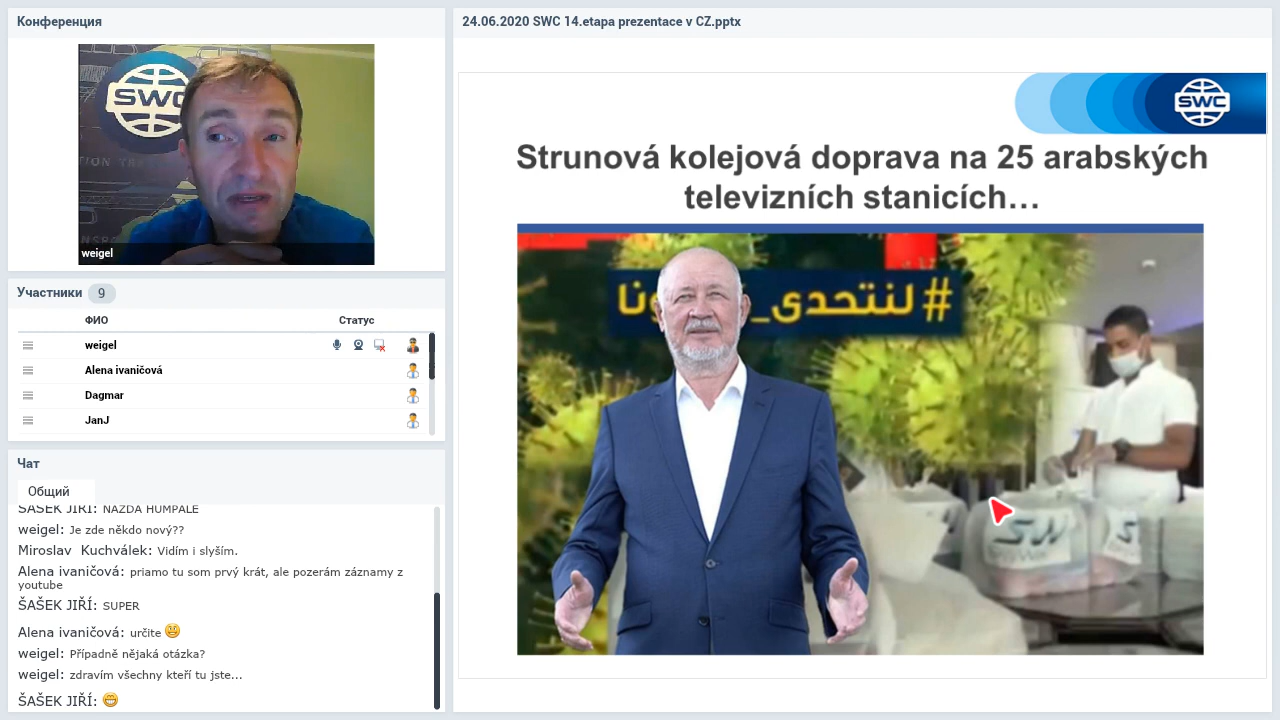 Конференция
SWC
weigel
Участники 9
ФИО Статус
weigel
Alena ivaničová
Dagmar
JanJ
Чат
Общий
ŠAŠEK JIŘÍ: NAZDA HUMPALE
weigel: Je zde někdo nový??
Miroslav Kuchválek: Vidím i slyším.
Alena ivaničová: priamo tu som prvý krát, ale pozerám záznamy z
youtube
ŠAŠEK JIŘÍ: SUPER
Alena ivaničová: určite
weigel: Případně nějaká otázka?
weigel: zdravím všechny kteří tu jste...
ŠAŠEK JIŘÍ:
24.06.2020 SWC 14.etapa prezentace v CZ.pptx
SWC
Strunová kolejová doprava na 25 arabských
televizních stanicích…
#لنتحدى_